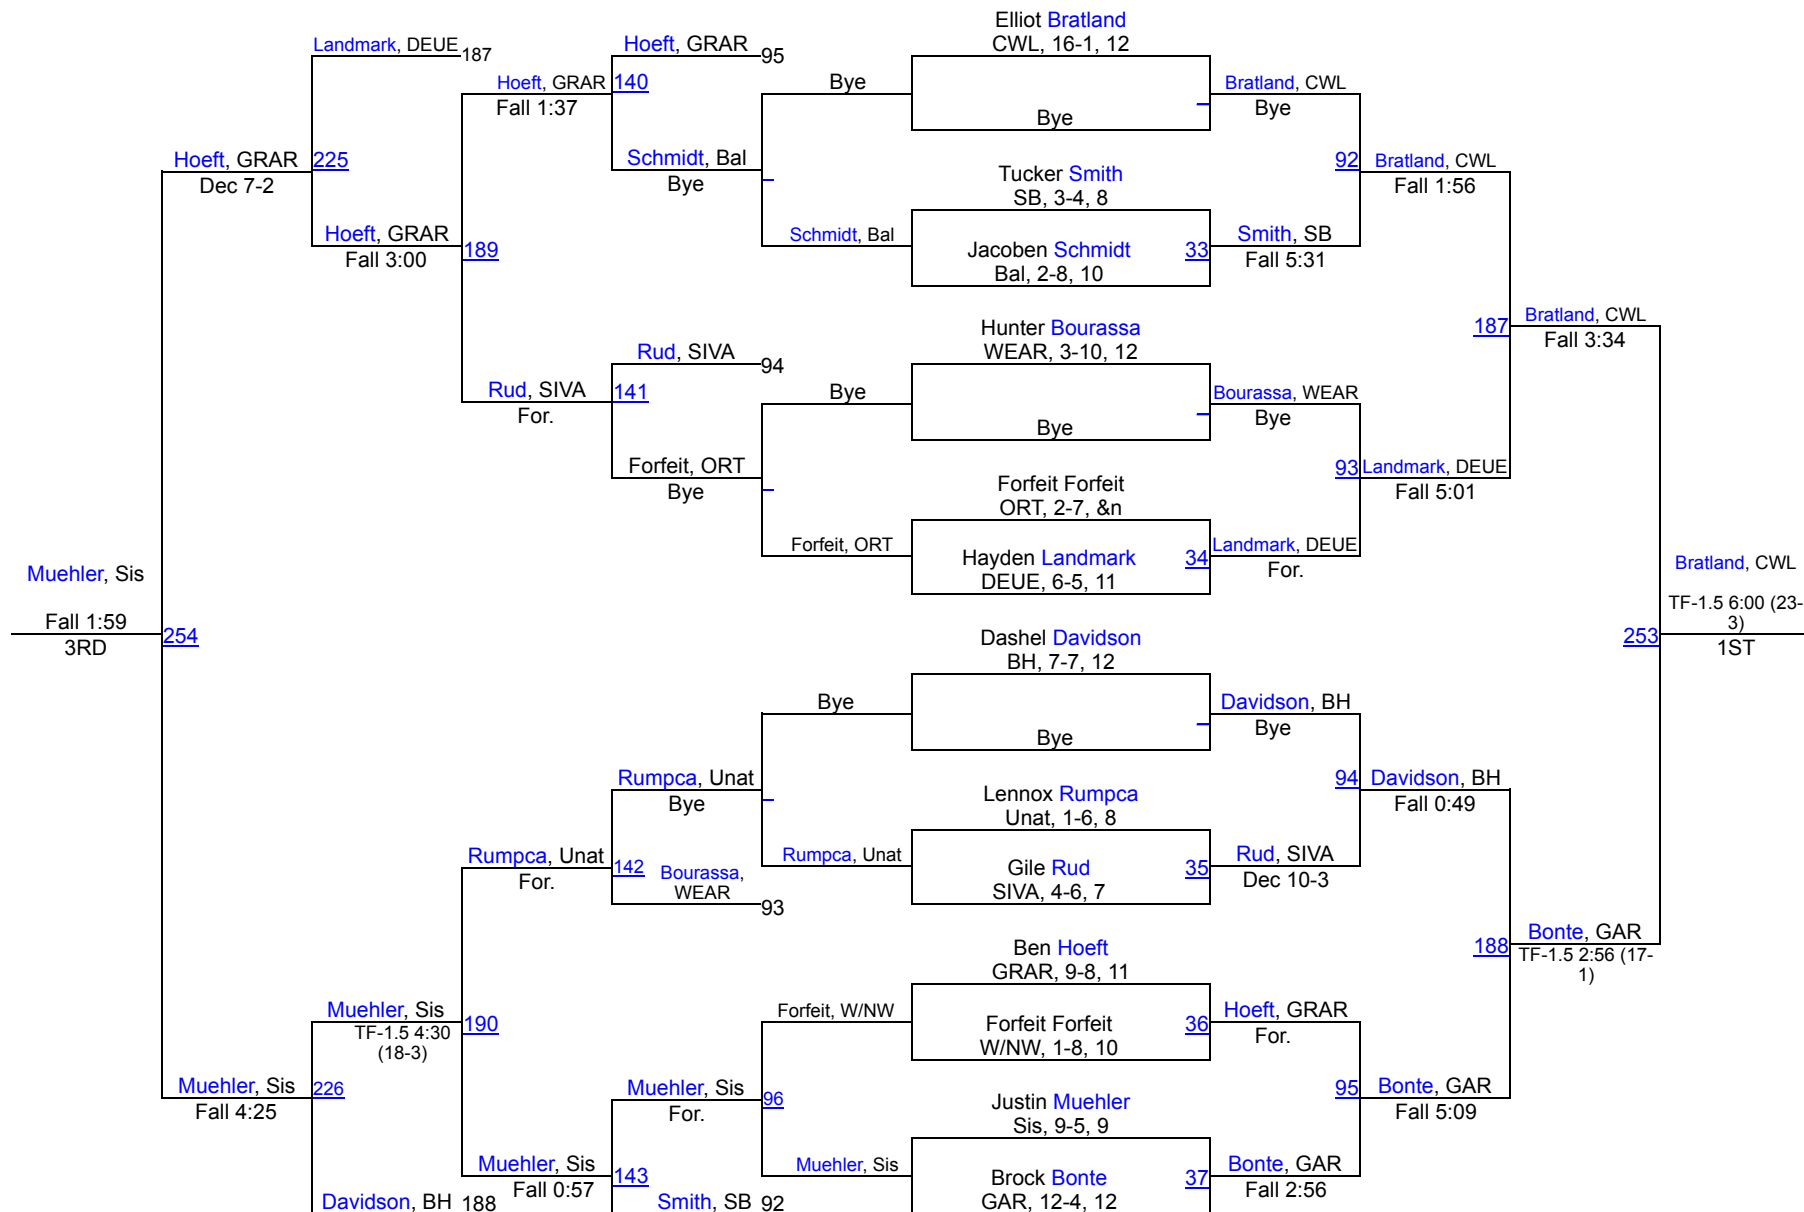 Elliot Bratland
CWL, 16-1, 12
Landmark, DEUE 187
Hoeft, GRAR 95
Hoeft, GRAR 140
Fall 1:37
Bye
Bratland, CWL
Bye
Bye
Hoeft, GRAR 225
Dec 7-2
Schmidt, Bal
Bye
Tucker Smith
SB, 3-4, 8
92 Bratland, CWL
Fall 1:56
Hoeft, GRAR 189
Fall 3:00
Schmidt, Bal
Jacoben Schmidt 33
Bal, 2-8, 10
Smith, SB
Fall 5:31
Hunter Bourassa
WEAR, 3-10, 12
187 Bratland, CWL
Fall 3:34
Rud, SIVA 94
Rud, SIVA 141
For.
Bye
Bourassa, WEAR
Bye
Bye
Forfeit, ORT
Bye
Forfeit Forfeit
ORT, 2-7, &n
93 Landmark, DEUE
Fall 5:01
Forfeit, ORT
Hayden Landmark 34
DEUE, 6-5, 11
Landmark, DEUE
For.
Muehler, Sis
Fall 1:59
3RD
254
Bratland, CWL
TF-1.5 6:00 (23-
3)
1ST
253
Dashel Davidson
BH, 7-7, 12
Bye
Davidson, BH
Bye
Bye
Rumpca, Unat
Bye
Lennox Rumpca
Unat, 1-6, 8
94 Davidson, BH
Fall 0:49
Rumpca, Unat 142
For.
Bourassa,
WEAR
93
Rumpca, Unat
Gile Rud 35
SIVA, 4-6, 7
Rud, SIVA
Dec 10-3
Ben Hoeft
GRAR, 9-8, 11
188 Bonte, GAR
TF-1.5 2:56 (17-
1)
Muehler, Sis 190
TF-1.5 4:30
(18-3)
Forfeit, W/NW
Forfeit Forfeit 36
W/NW, 1-8, 10
Hoeft, GRAR
For.
Muehler, Sis 226
Fall 4:25
Muehler, Sis 96
For.
Justin Muehler
Sis, 9-5, 9
95 Bonte, GAR
Fall 5:09
Muehler, Sis 143
Fall 0:57
Muehler, Sis
Brock Bonte 37
GAR, 12-4, 12
Bonte, GAR
Fall 2:56
Davidson, BH 188
Smith, SB 92